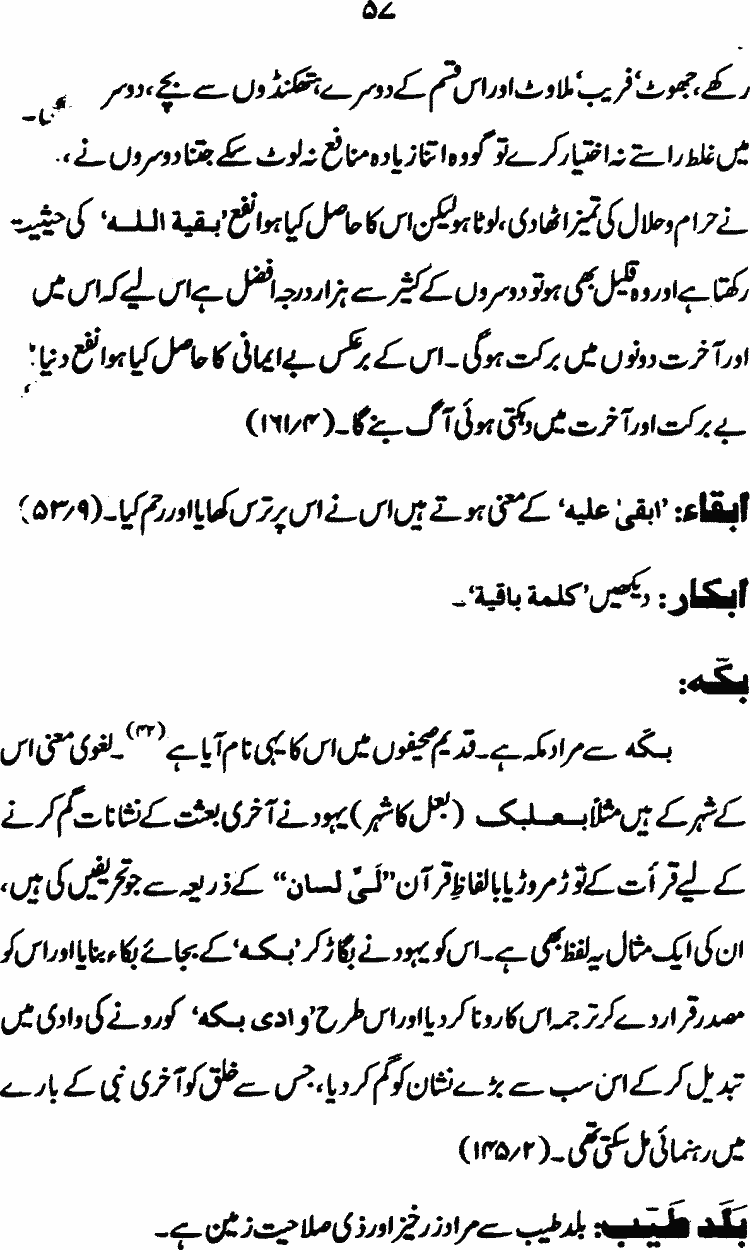 ۵۷
رکھے، جھوٹ‘ فریب‘ ملاوٹ اور اس قسم کے دوسرے ہتھکنڈوں سے بچے، دوسر
میں غلط راستے نہ اختیار کرے تو گو وہ اتنا زیادہ منافع نہ لوٹ سکے جتنا دوسروں نے،
نے حرام و حلال کی تمیز اٹھا دی، لوٹا ہو لیکن اس کا حاصل کیا ہوا نفع ’بقیة اللہ‘ کی حیثیت
رکھتا ہے اور وہ قلیل بھی ہو تو دوسروں کے کثیر سے ہزار درجہ افضل ہے اس لیے کہ اس میں
اور آخرت دونوں میں برکت ہوگی۔ اس کے برعکس بے ایمانی کا حاصل کیا ہوا نفع دنیا
بے برکت اور آخرت میں دہکتی ہوئی آگ بنے گا۔ (۱۶۱/۴)
ابقاء: ’ابقیٰ علیہ‘ کے معنی ہوتے ہیں اس نے اس پر ترس کھایا اور رحم کیا۔ (۵۳/۹)
ابکار: دیکھیں ’کلمة باقیة‘۔
بکّہ:
بکّہ سے مراد مکہ ہے۔ قدیم صحیفوں میں اس کا یہی نام آیا ہے (۴۲)۔ لغوی معنی اس
کے شہر کے ہیں مثلاً بعلبک (بعل کا شہر) یہود نے آخری بعثت کے نشانات گم کرنے
کے لیے قرأت کے توڑ مروڑ یا بالفاظِ قرآن ”لَیِّ لسان“ کے ذریعہ سے جو تحریفیں کی ہیں،
ان کی ایک مثال یہ لفظ بھی ہے۔ اس کو یہود نے بگاڑ کر ’بکہ‘ کے بجائے بکاء بنایا اور اس کو
مصدر قرار دے کر ترجمہ اس کا رونا کر دیا اور اس طرح ’وادی بکہ‘ کو رونے کی وادی میں
تبدیل کر کے اس سب سے بڑے نشان کو گم کر دیا، جس سے خلق کو آخری نبی کے بارے
میں رہنمائی مل سکتی تھی۔ (۱۴۵/۲)
بَلَد طَیِّب: بلد طیب سے مراد زرخیز اور ذی صلاحیت زمین ہے۔